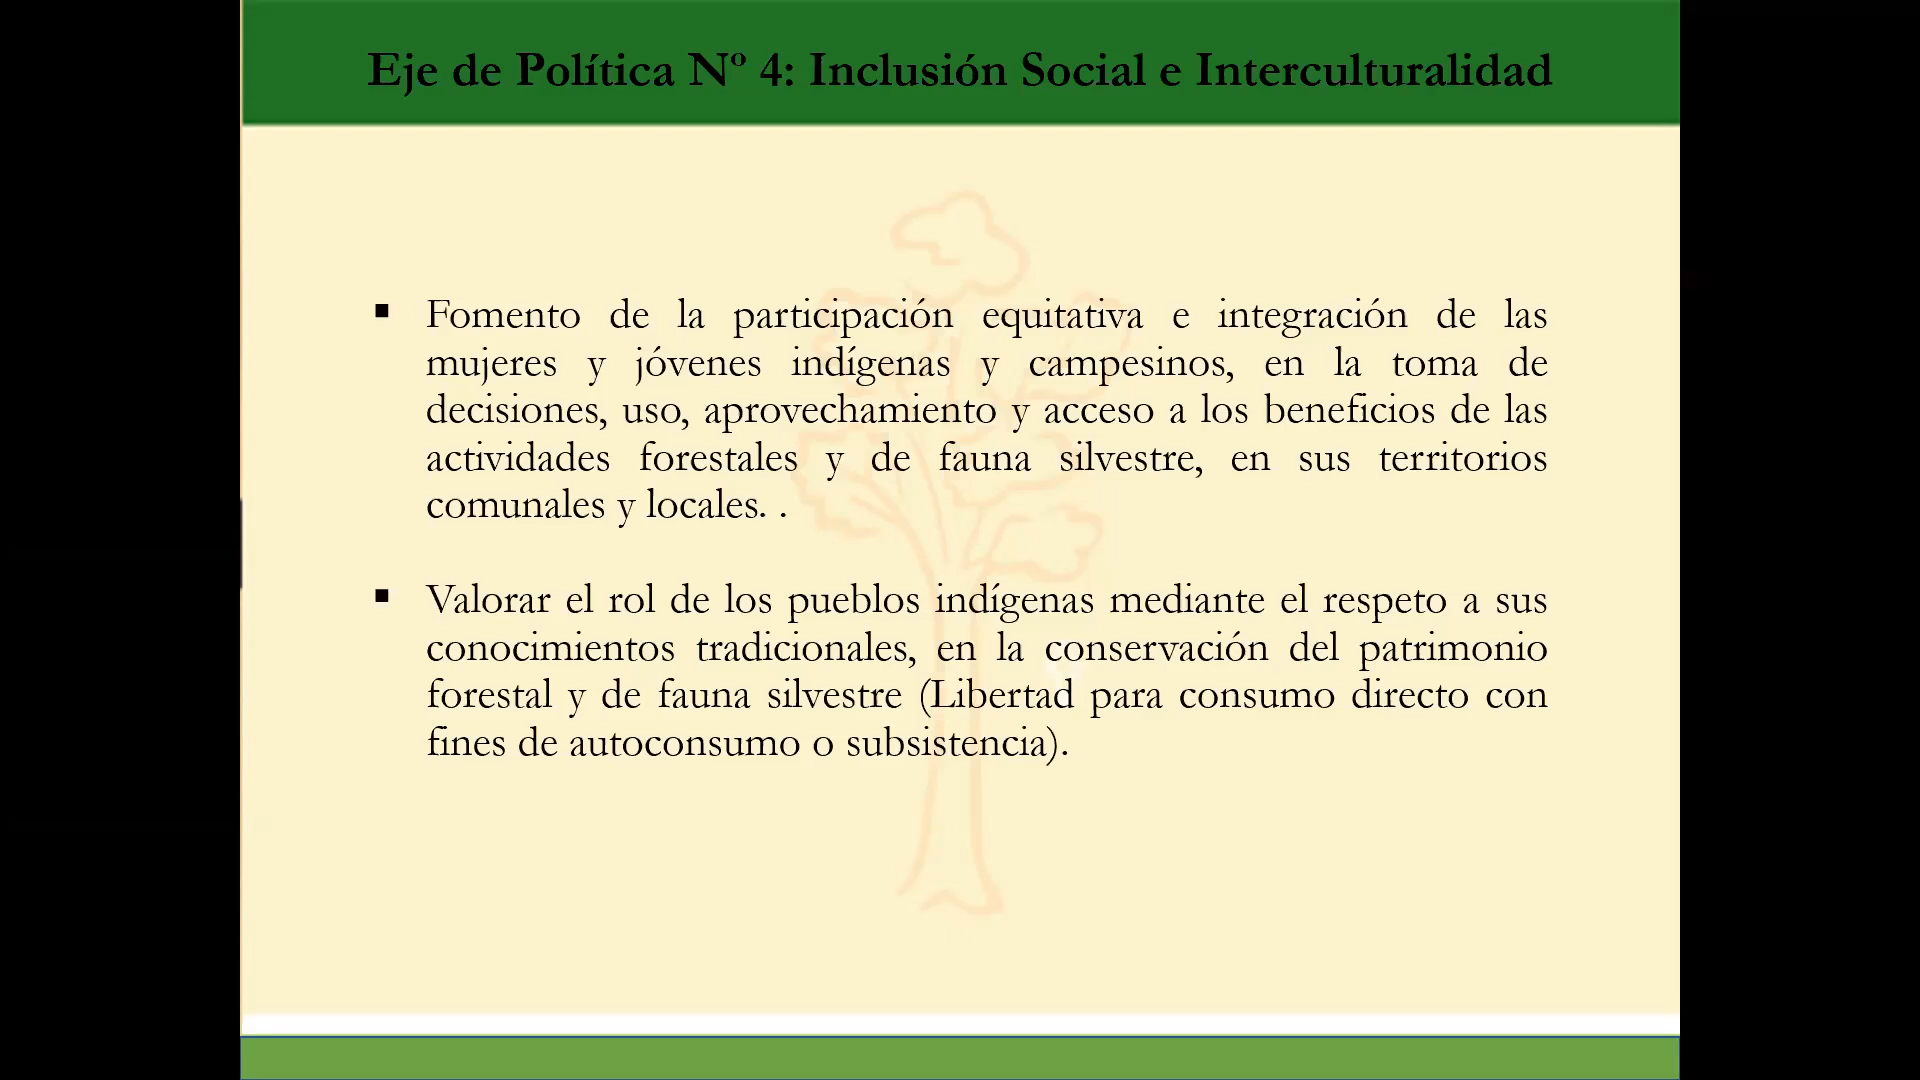 Eje de Política Nº 4: Inclusión Social e Interculturalidad
▪ Fomento de la participación equitativa e integración de las
mujeres y jóvenes indígenas y campesinos, en la toma de
decisiones, uso, aprovechamiento y acceso a los beneficios de las
actividades forestales y de fauna silvestre, en sus territorios
comunales y locales. .
▪ Valorar el rol de los pueblos indígenas mediante el respeto a sus
conocimientos tradicionales, en la conservación del patrimonio
forestal y de fauna silvestre (Libertad para consumo directo con
fines de autoconsumo o subsistencia).